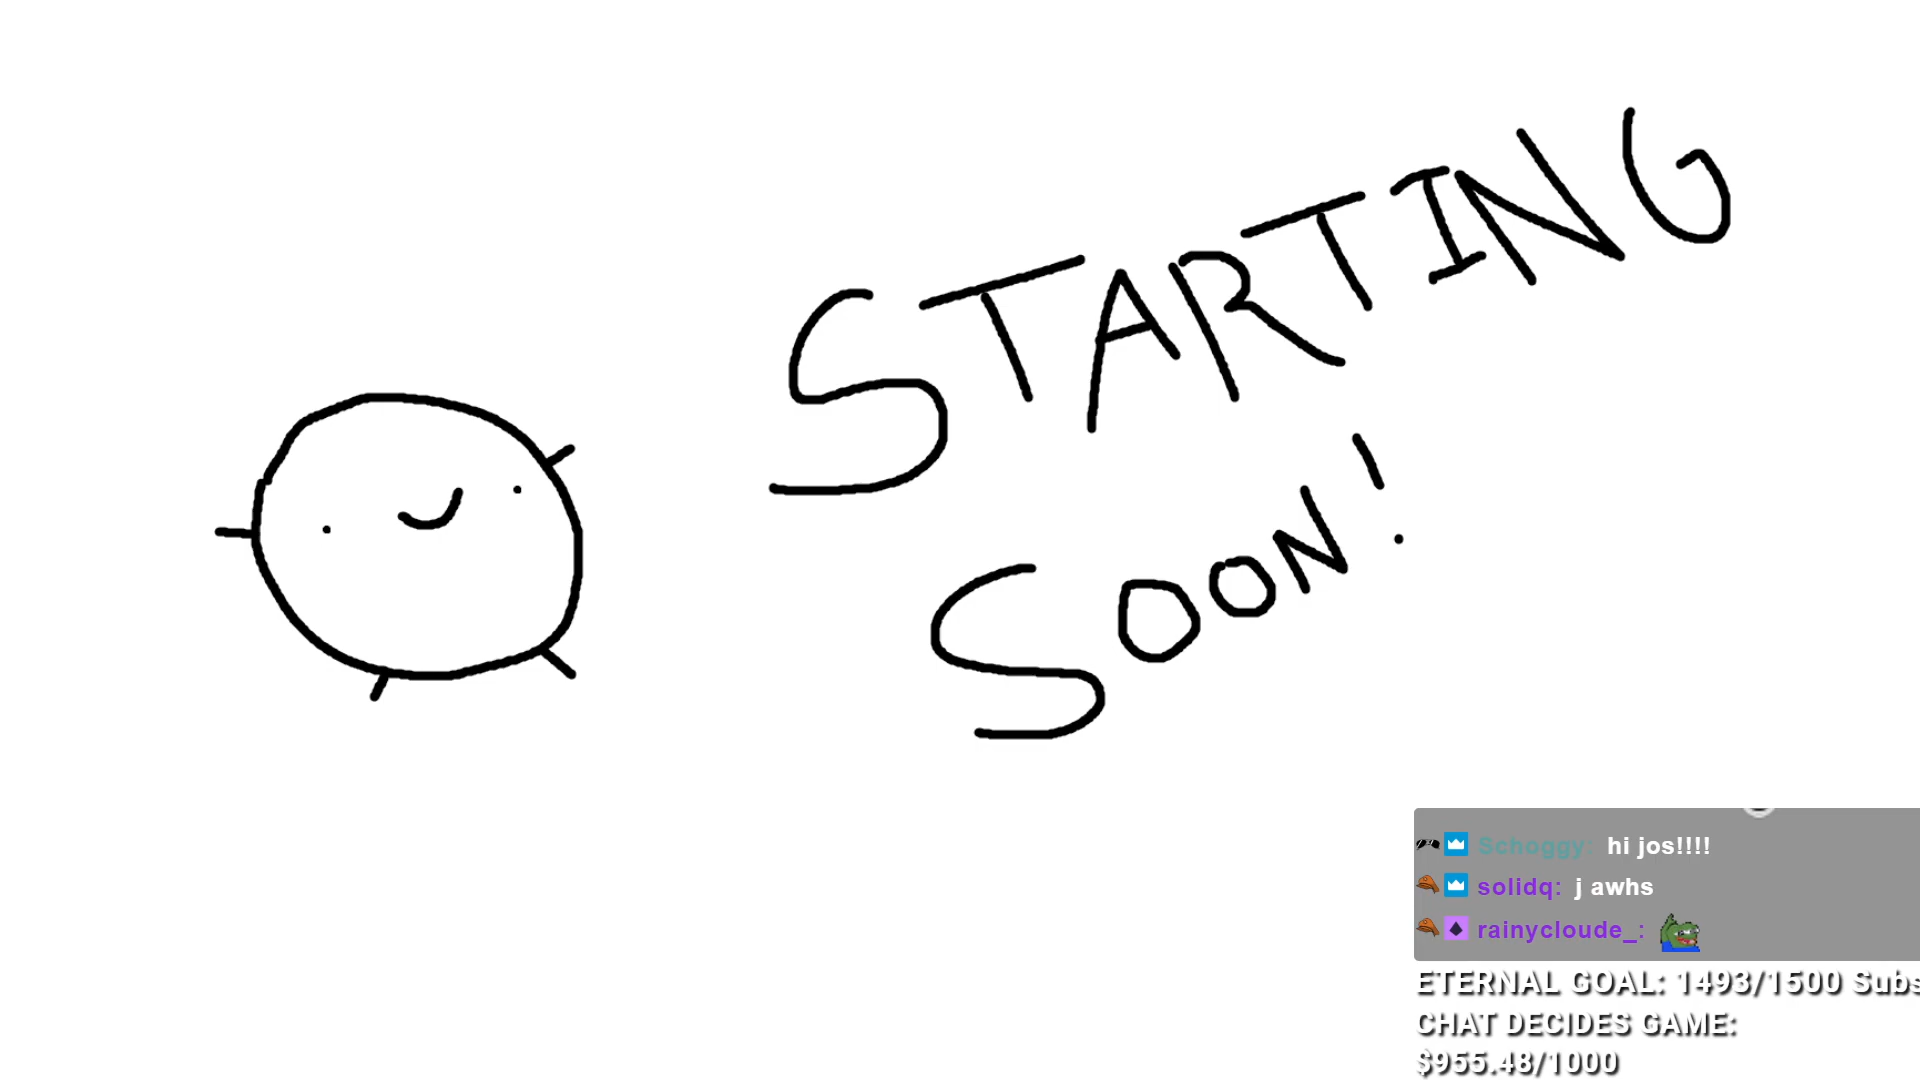 STARTING
SOON!
Schoggy: hi jos!!!!
solidq: j awhs
rainycloude_:
ETERNAL GOAL: 1493/1500 Subs
CHAT DECIDES GAME:
$955.48/1000